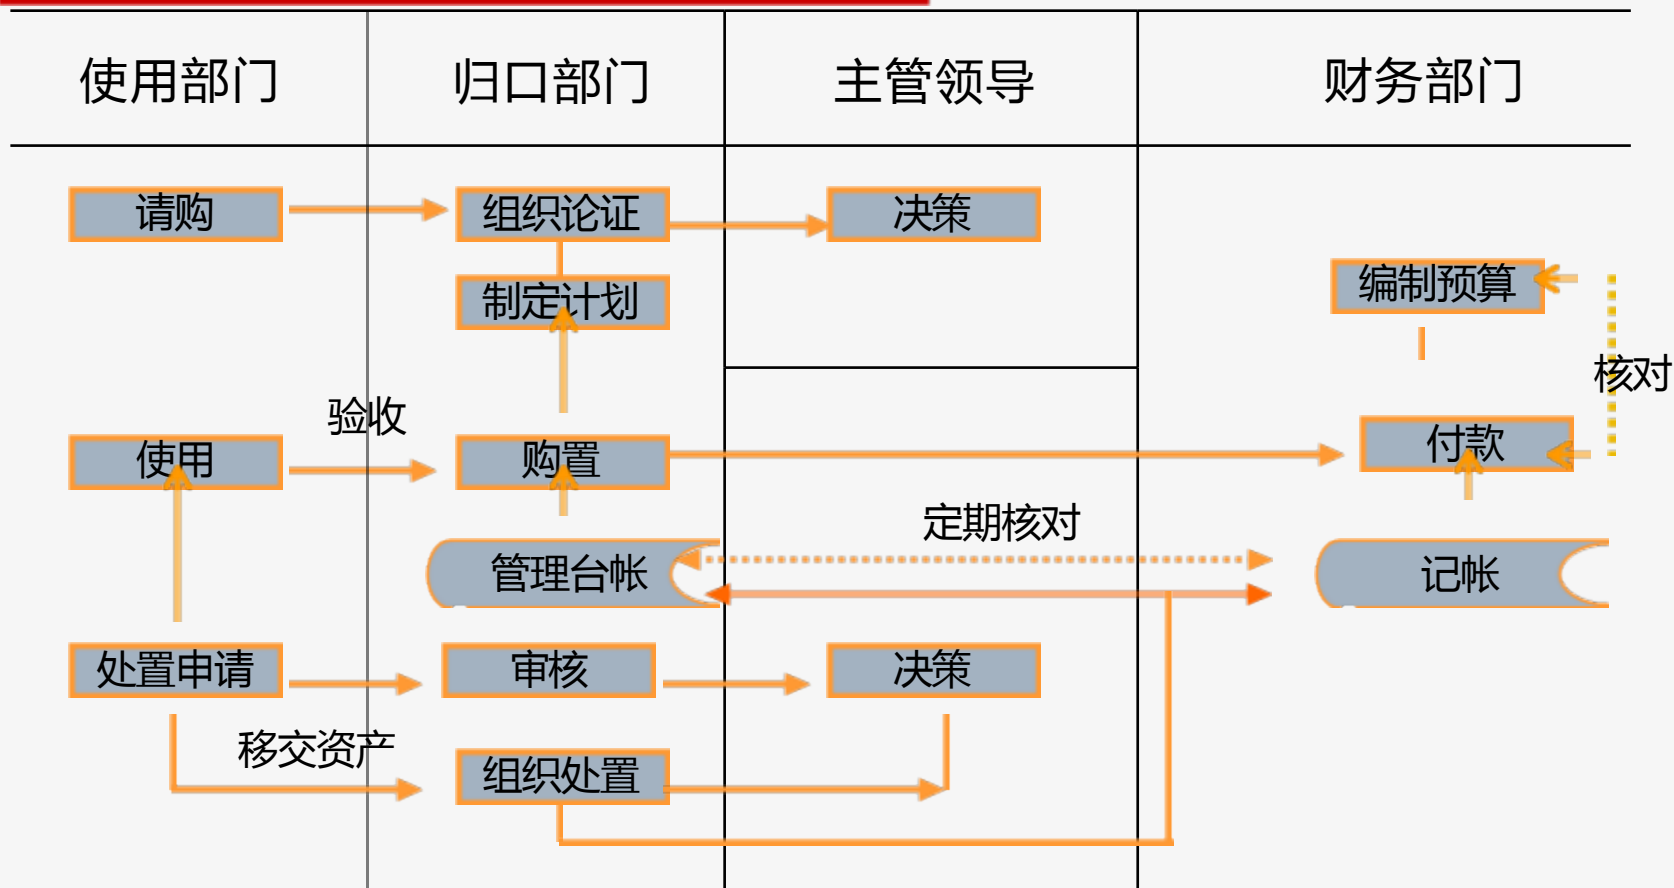 使用部门
归口部门
主管领导
财务部门
请购
组织论证
决策
制定计划
编制预算
核对
验收
使用
购置
付款
定期核对
管理台帐
记帐
处置申请
审核
决策
移交资产
组织处置